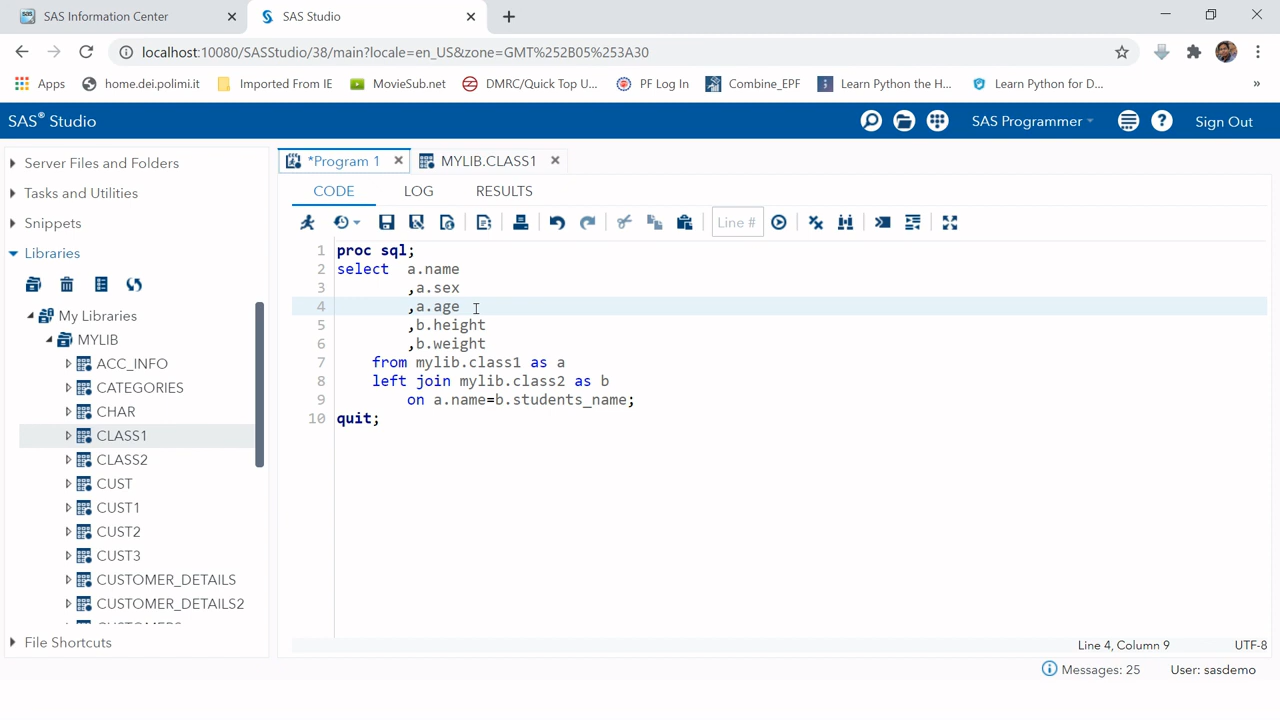 SAS Information Center
SAS Studio
localhost:10080/SASStudio/38/main?locale=en_US&zone=GMT%252B05%253A30
Apps home.dei.polimi.it Imported From IE MovieSub.net DMRC/Quick Top U... PF Log In Combine_EPF Learn Python the H... Learn Python for D... »
SAS® Studio
SAS Programmer
Sign Out
Server Files and Folders
Tasks and Utilities
Snippets
Libraries
My Libraries
MYLIB
ACC_INFO
CATEGORIES
CHAR
CLASS1
CLASS2
CUST
CUST1
CUST2
CUST3
CUSTOMER_DETAILS
CUSTOMER_DETAILS2
File Shortcuts
*Program 1
MYLIB.CLASS1
CODE LOG RESULTS
Line #
1 proc sql;
2 select  a.name
3 ,a.sex
4 ,a.age
5 ,b.height
6 ,b.weight
7 from mylib.class1 as a
8 left join mylib.class2 as b
9 on a.name=b.students_name;
10 quit;
Line 4, Column 9
UTF-8
Messages: 25
User: sasdemo